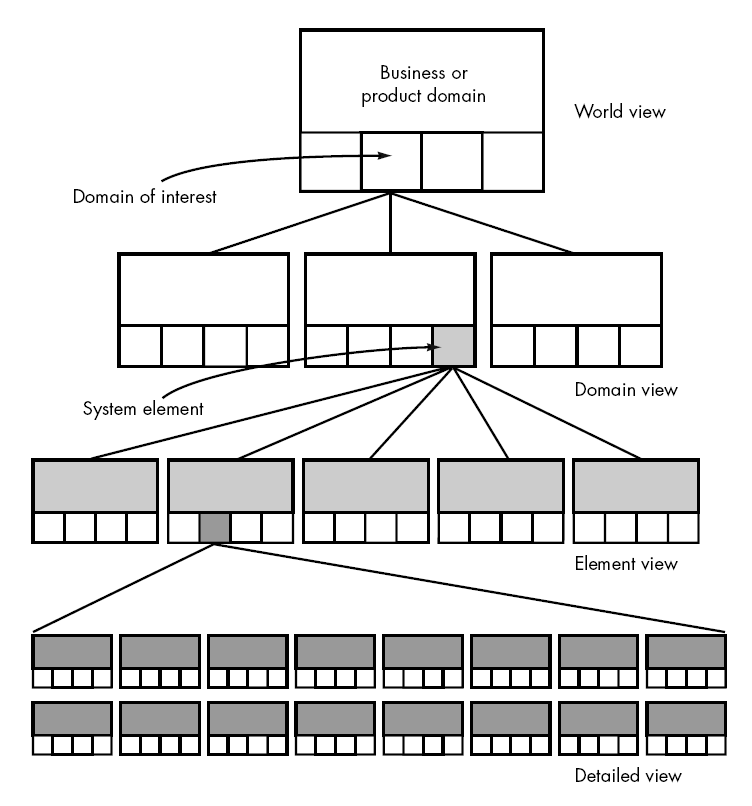 Business or
product domain
World view
Domain of interest
Domain view
System element
Element view
Detailed view